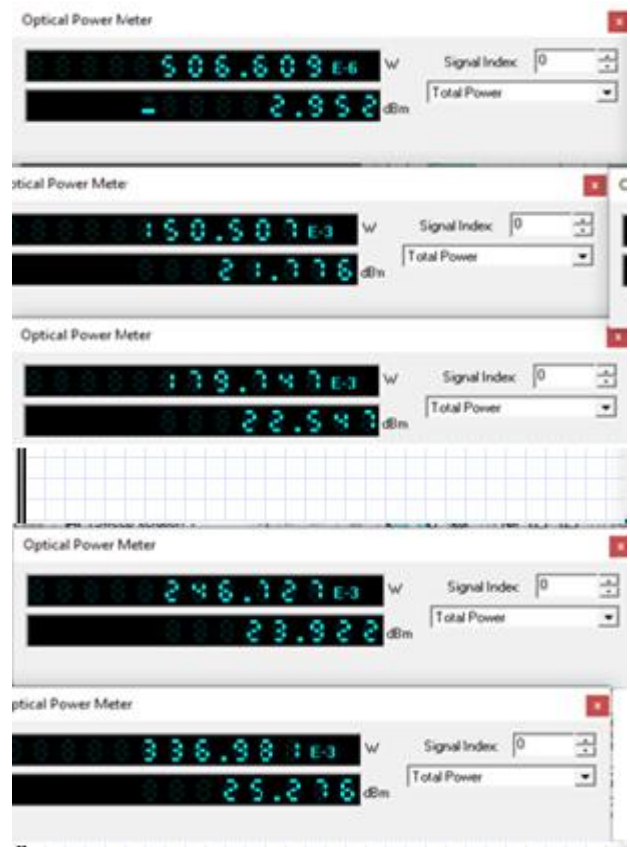 Optical Power Meter
506.609 E-6 W Signal Index: 0
- 2.952 dBm Total Power
ptical Power Mete
150.507 E-3 W Signal Index: 0
21.776 dBm Total Power
Optical Power Meter
179.747 E-3 W Signal Index: 0
22.547 dBm Total Power
Optical Power Meter
246.727 E-3 W Signal Index: 0
23.922 dBm Total Power
ptical Power Meter
336.981 E-3 W Signal Index: 0
25.276 dBm Total Power